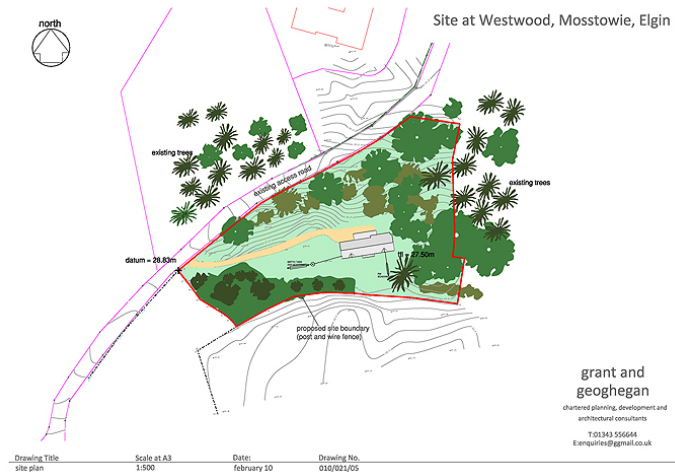 north
Site at Westwood, Mosstowie, Elgin
existing trees
existing access road
existing trees
datum = 28.83m
ffl = 27.50m
proposed site boundary
(post and wire fence)
grant and
geoghegan
chartered planning, development and
architectural consultants
T:01343 556644
E:enquiries@ggmail.co.uk
Drawing Title
Scale at A3
Date:
Drawing No.
site plan
1:500
february 10
010/021/05